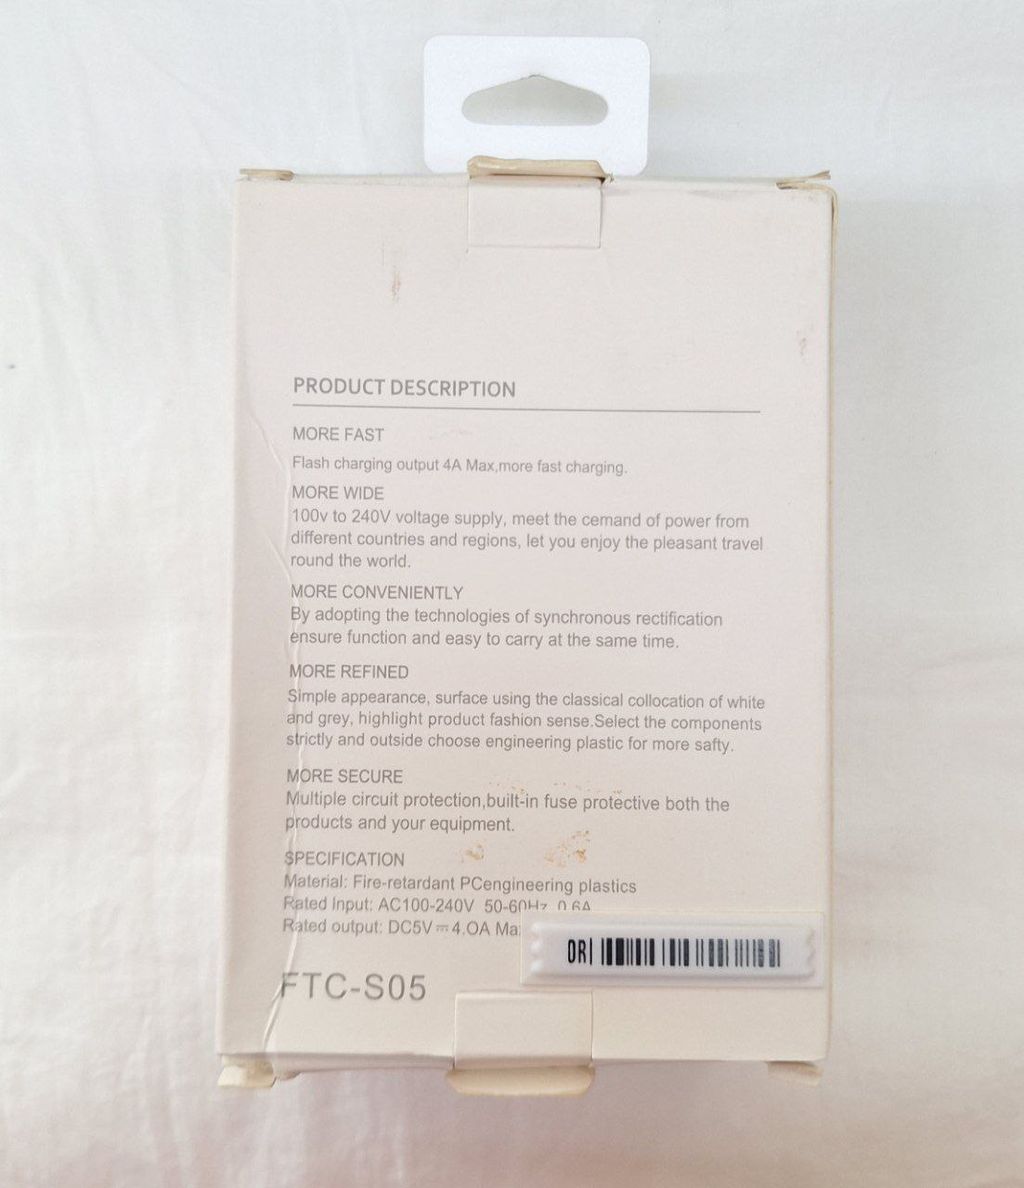 PRODUCT DESCRIPTION
MORE FAST
Flash charging output 4A Max,more fast charging.
MORE WIDE
100v to 240V voltage supply, meet the cemand of power from
different countries and regions, let you enjoy the pleasant travel
round the world.
MORE CONVENIENTLY
By adopting the technologies of synchronous rectification
ensure function and easy to carry at the same time.
MORE REFINED
Simple appearance, surface using the classical collocation of white
and grey, highlight product fashion sense.Select the components
strictly and outside choose engineering plastic for more safty.
MORE SECURE
Multiple circuit protection,built-in fuse protective both the
products and your equipment.
SPECIFICATION
Material: Fire-retardant PCengineering plastics
Rated Input: AC100-240V 50-60Hz 0.6A
Rated output: DC5V⎓4.OA
FTC-S05